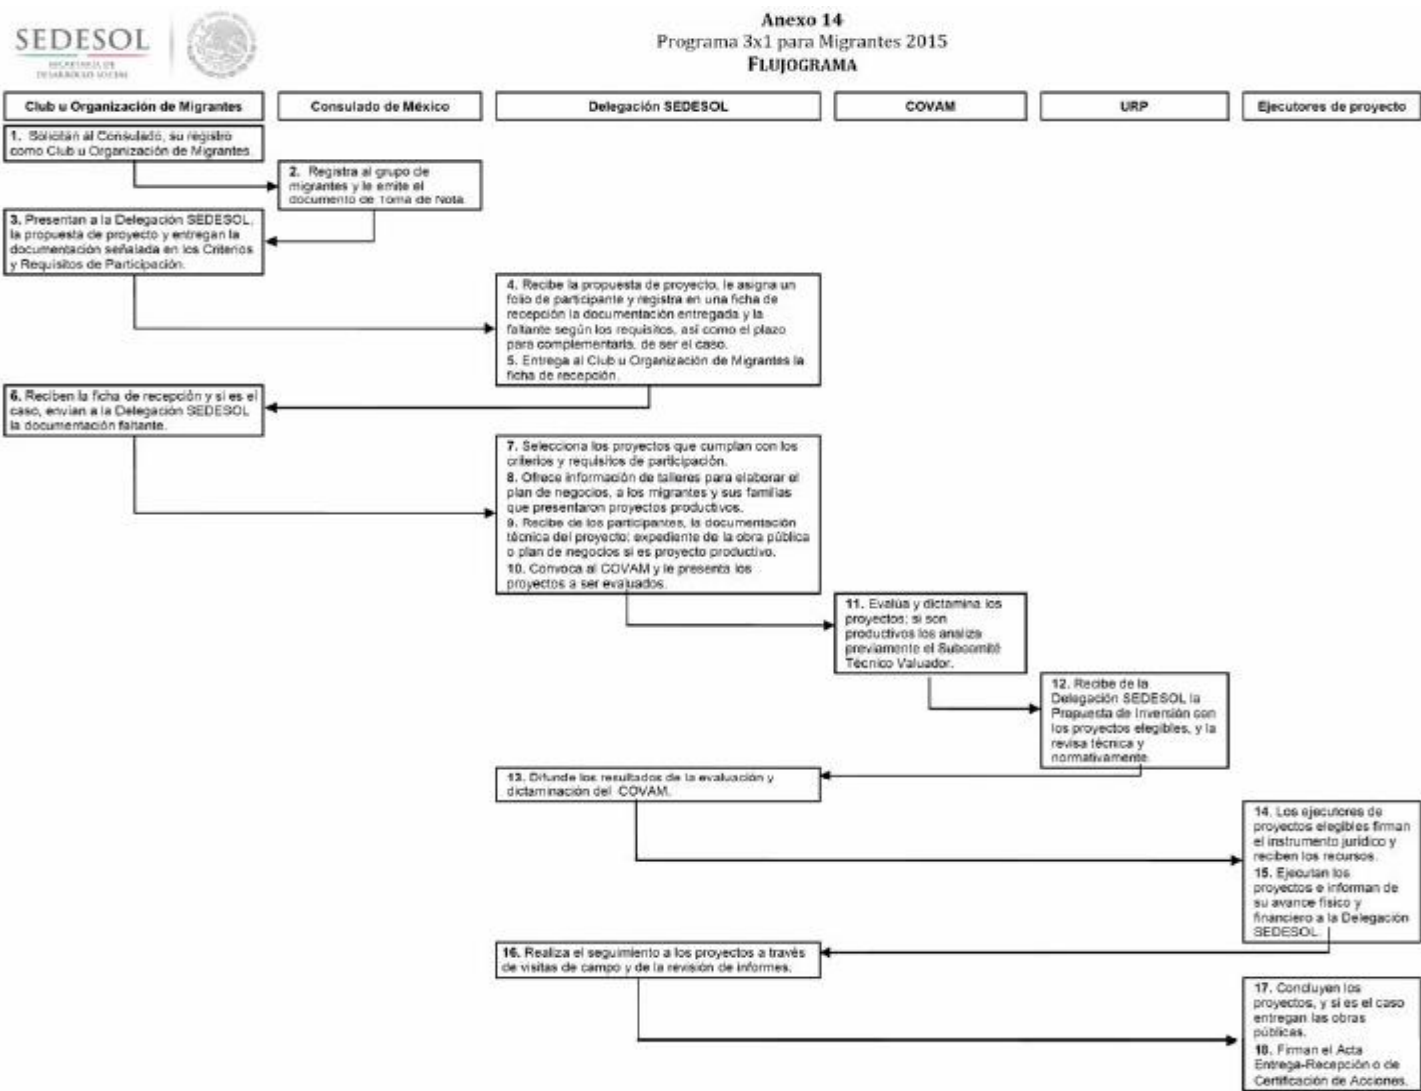 SEDESOL
SECRETARÍA DE
DESARROLLO SOCIAL
Anexo 14
Programa 3x1 para Migrantes 2015
FLUJOGRAMA
Club u Organización de Migrantes
Consulado de México
Delegación SEDESOL
COVAM
URP
Ejecutores de proyecto
1. Solicitan al Consulado, su registro
como Club u Organización de Migrantes.
2. Registra al grupo de
migrantes y le emite el
documento de Toma de Nota.
3. Presentan a la Delegación SEDESOL,
la propuesta de proyecto y entregan la
documentación señalada en los Criterios
y Requisitos de Participación.
4. Recibe la propuesta de proyecto, le asigna un
folio de participante y registra en una ficha de
recepción la documentación entregada y la
faltante según los requisitos, así como el plazo
para complementarla, de ser el caso.
5. Entrega al Club u Organización de Migrantes la
ficha de recepción.
6. Reciben la ficha de recepción y si es el
caso, envían a la Delegación SEDESOL
la documentación faltante.
7. Selecciona los proyectos que cumplan con los
criterios y requisitos de participación.
8. Ofrece información de talleres para elaborar el
plan de negocios, a los migrantes y sus familias
que presentaron proyectos productivos.
9. Recibe de los participantes, la documentación
técnica del proyecto: expediente de la obra pública
o plan de negocios si es proyecto productivo.
10. Convoca al COVAM y le presenta los
proyectos a ser evaluados.
11. Evalúa y dictamina los
proyectos; si son
productivos los analiza
previamente el Subcomité
Técnico Valuador.
12. Recibe de la
Delegación SEDESOL la
Propuesta de Inversión con
los proyectos elegibles, y la
revisa técnica y
normativamente.
13. Difunde los resultados de la evaluación y
dictaminación del COVAM.
14. Los ejecutores de
proyectos elegibles firman
el instrumento jurídico y
reciben los recursos.
15. Ejecutan los
proyectos e informan de
su avance físico y
financiero a la Delegación
SEDESOL.
16. Realiza el seguimiento a los proyectos a través
de visitas de campo y de la revisión de informes.
17. Concluyen los
proyectos, y si es el caso
entregan las obras
públicas.
18. Firman el Acta
Entrega-Recepción o de
Certificación de Acciones.